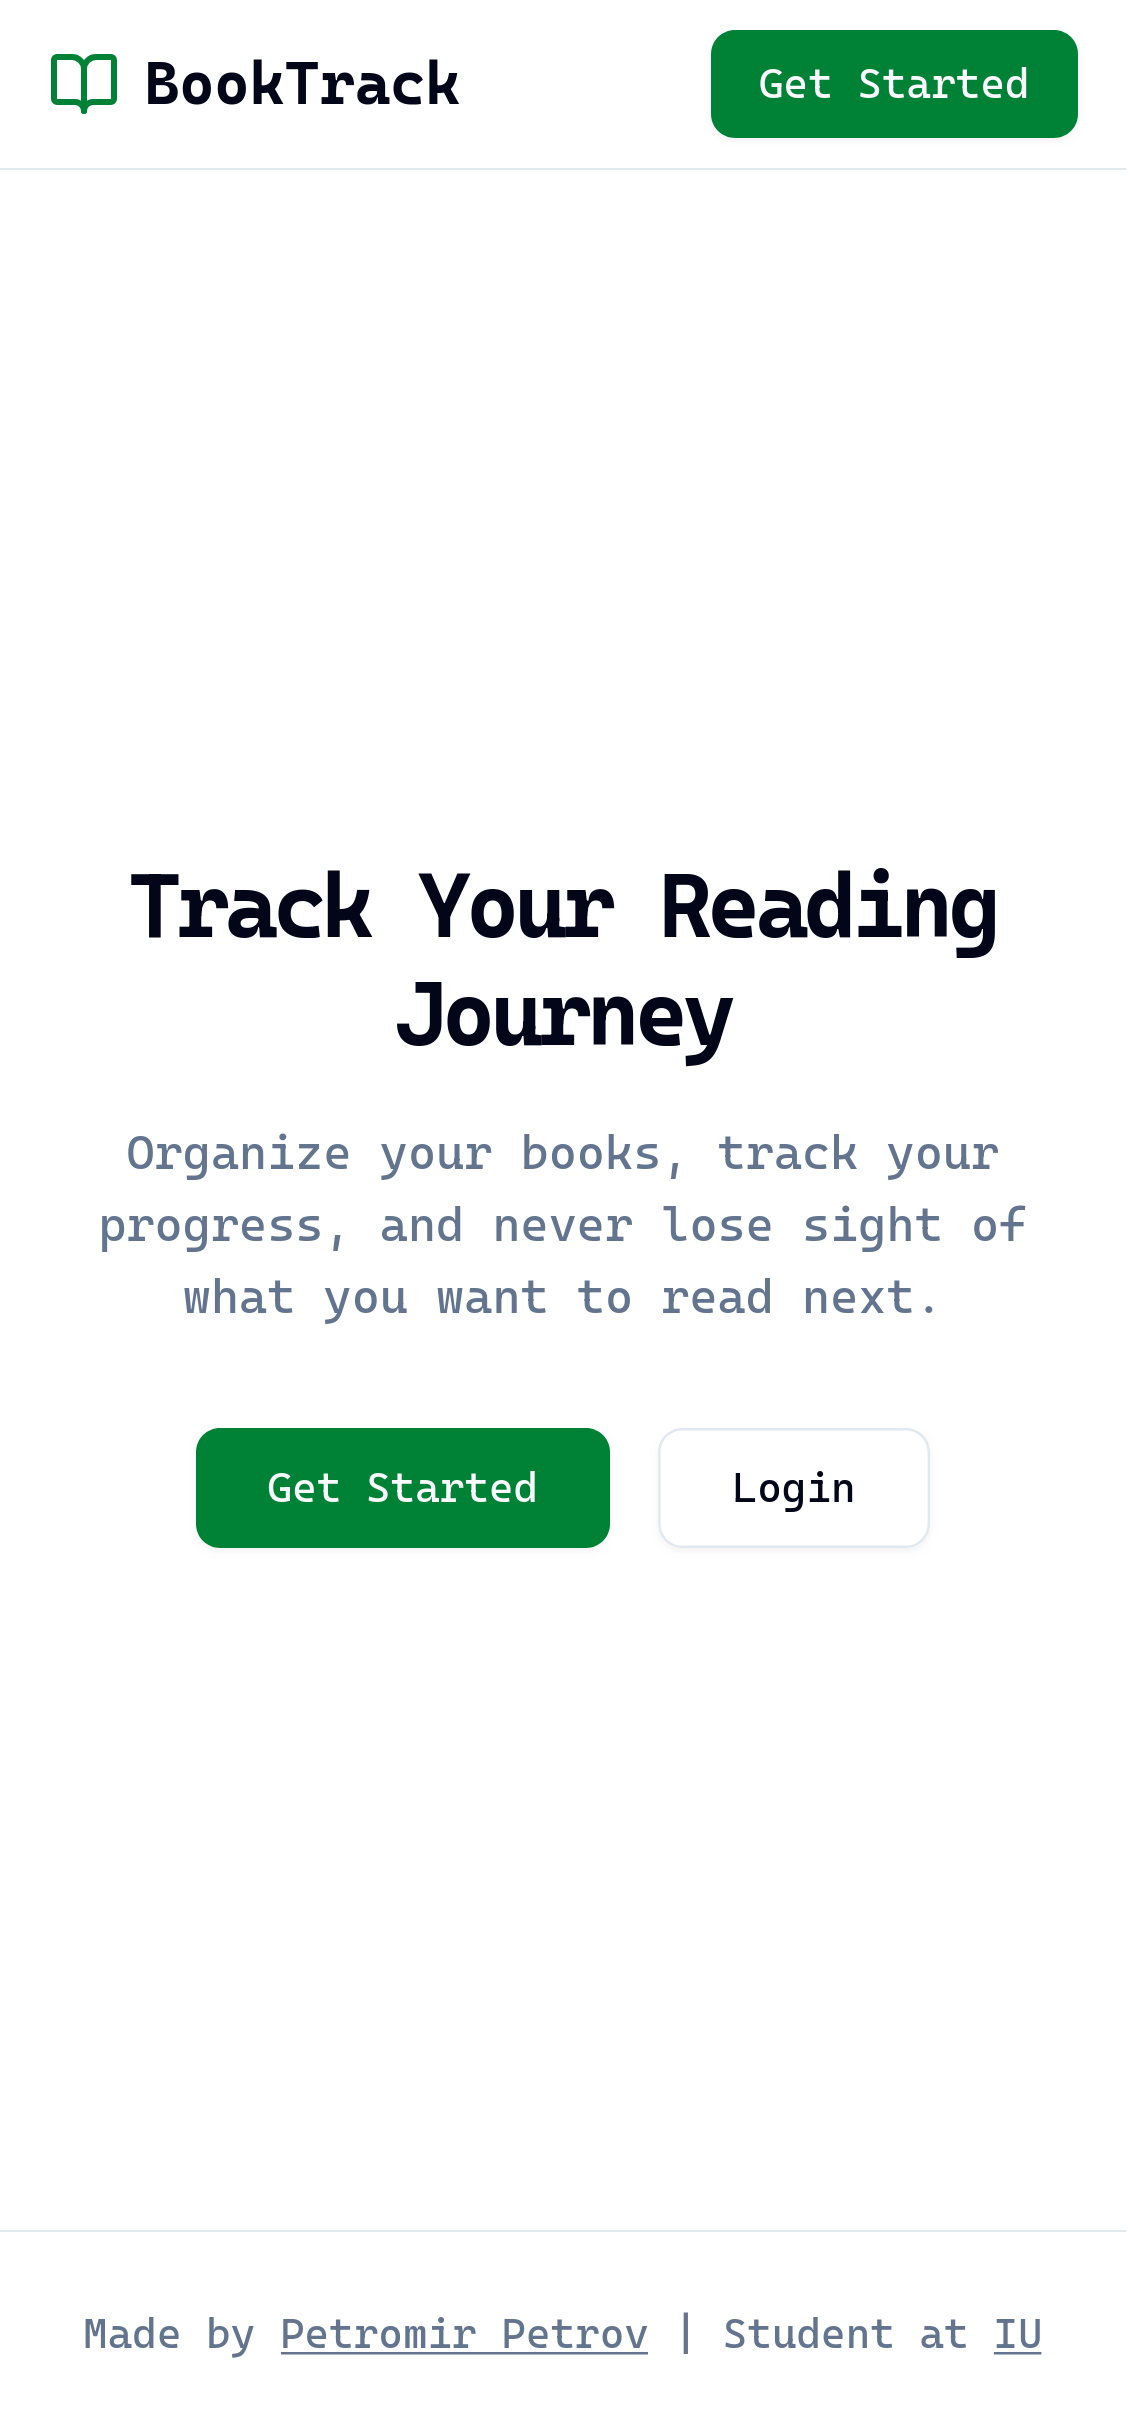 BookTrack
Get Started
Track Your Reading
Journey
Organize your books, track your
progress, and never lose sight of
what you want to read next.
Get Started
Login
Made by Petromir Petrov | Student at IU